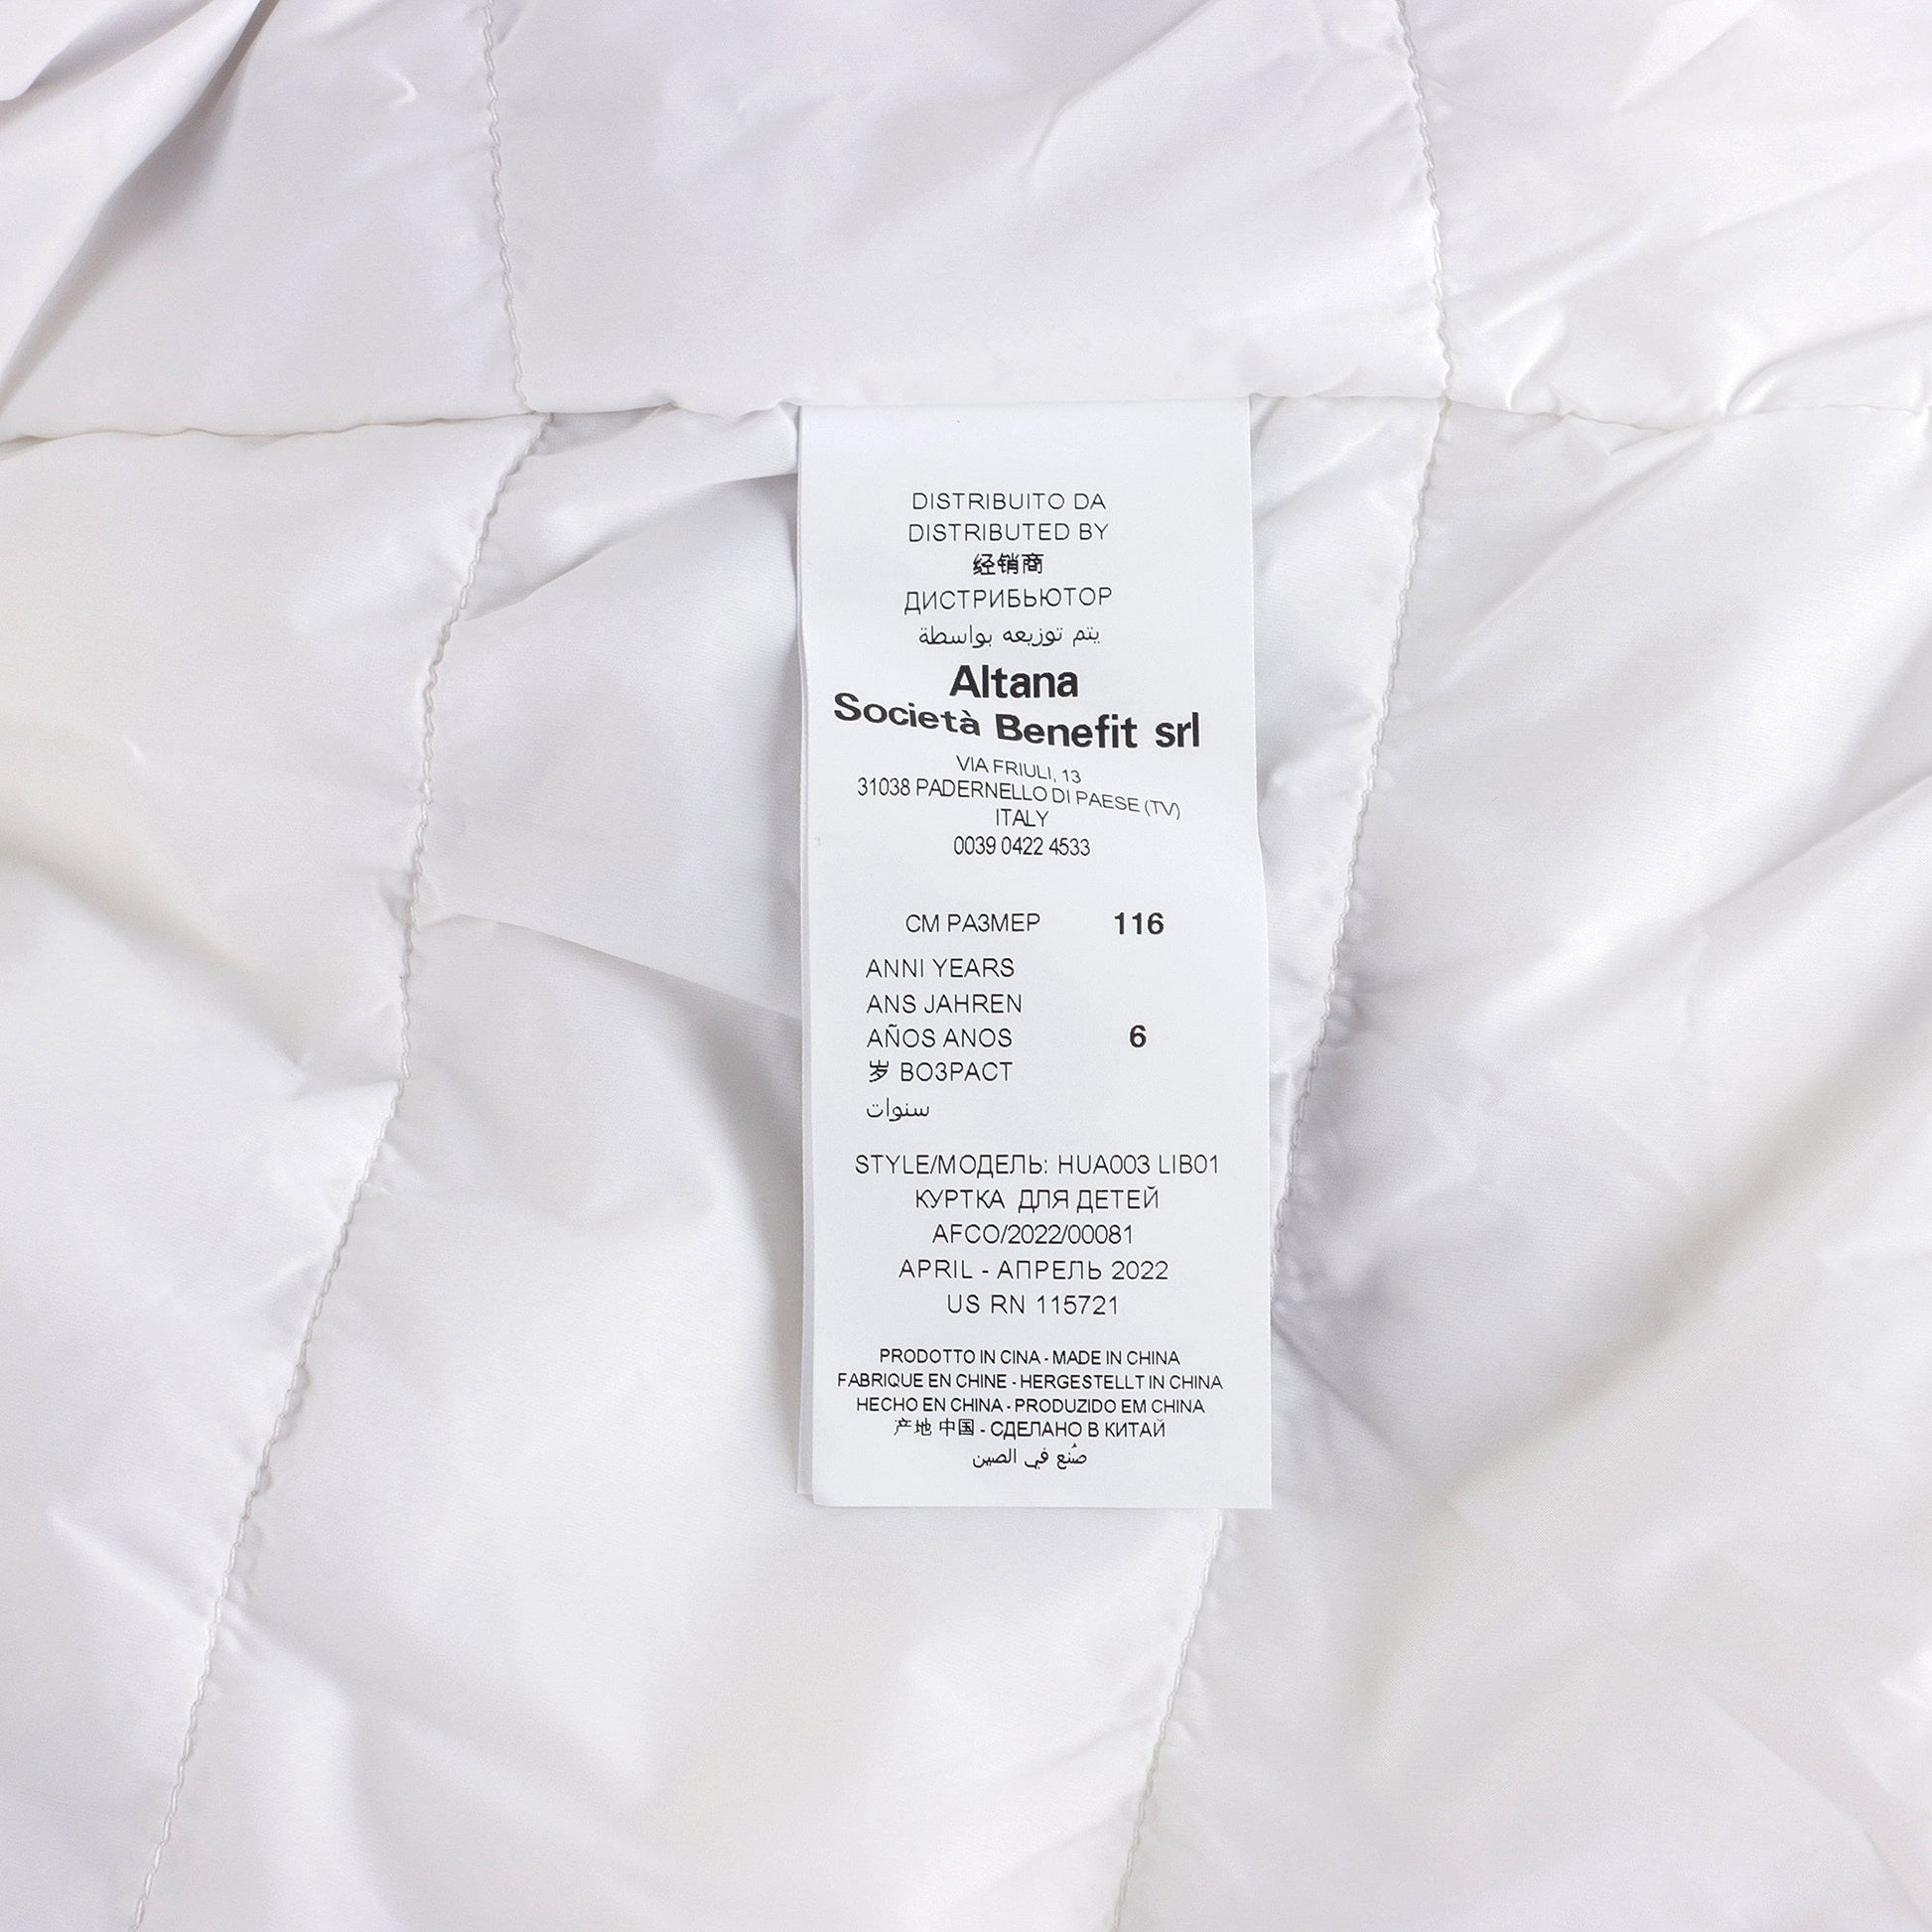 DISTRIBUITO DA
DISTRIBUTED BY
经销商
ДИСТРИБЬЮТОР
يتم توزيعه بواسطة
Altana
Società Benefit srl
VIA FRIULI, 13
31038 PADERNELLO DI PAESE (TV)
ITALY
0039 0422 4533
CM РАЗМЕР 116
ANNI YEARS
ANS JAHREN
AÑOS ANOS 6
岁 ВОЗРАСТ
سنوات
STYLE/МОДЕЛЬ: HUA003 LIB01
КУРТКА ДЛЯ ДЕТЕЙ
AFCO/2022/00081
APRIL - АПРЕЛЬ 2022
US RN 115721
PRODOTTO IN CINA - MADE IN CHINA
FABRIQUE EN CHINE - HERGESTELLT IN CHINA
HECHO EN CHINA - PRODUZIDO EM CHINA
产地 中国 - СДЕЛАНО В КИТАЙ
صُنع في الصين